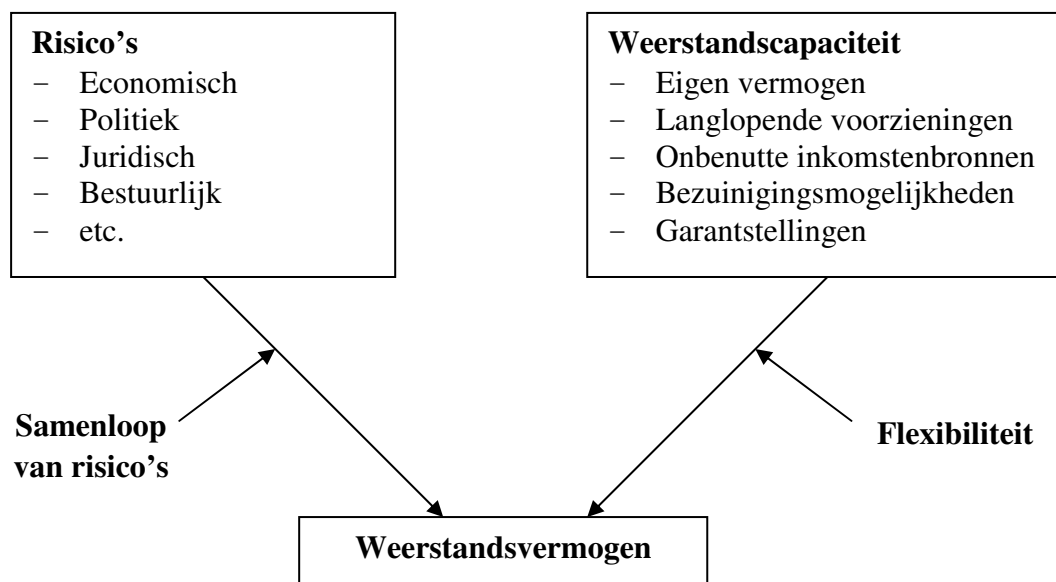 Risico’s
– Economisch
– Politiek
– Juridisch
– Bestuurlijk
– etc.
Weerstandscapaciteit
– Eigen vermogen
– Langlopende voorzieningen
– Onbenutte inkomstenbronnen
– Bezuinigingsmogelijkheden
– Garantstellingen
Samenloop
van risico’s
Flexibiliteit
Weerstandsvermogen